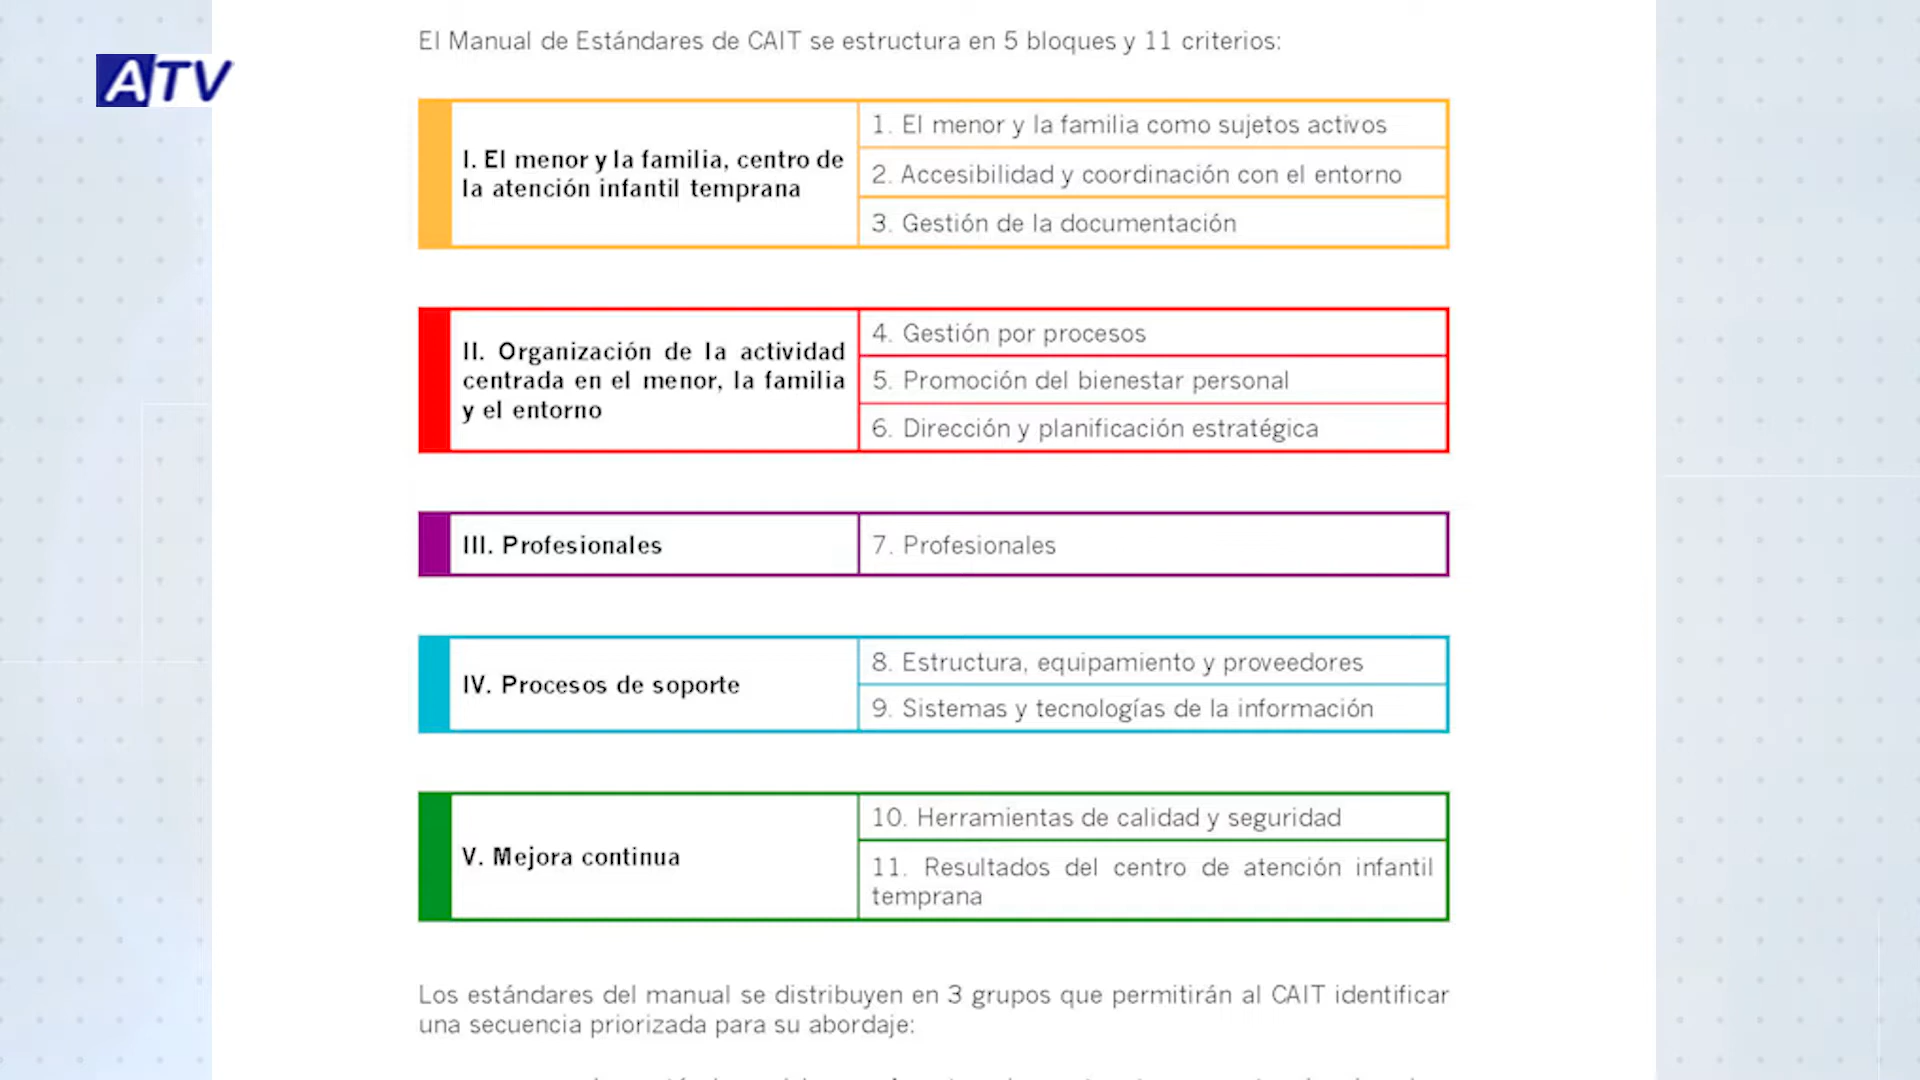 ATV
El Manual de Estándares de CAIT se estructura en 5 bloques y 11 criterios:
I. El menor y la familia, centro de
la atención infantil temprana
1. El menor y la familia como sujetos activos
2. Accesibilidad y coordinación con el entorno
3. Gestión de la documentación
II. Organización de la actividad
centrada en el menor, la familia
y el entorno
4. Gestión por procesos
5. Promoción del bienestar personal
6. Dirección y planificación estratégica
III. Profesionales
7. Profesionales
IV. Procesos de soporte
8. Estructura, equipamiento y proveedores
9. Sistemas y tecnologías de la información
V. Mejora continua
10. Herramientas de calidad y seguridad
11. Resultados del centro de atención infantil
temprana
Los estándares del manual se distribuyen en 3 grupos que permitirán al CAIT identificar
una secuencia priorizada para su abordaje: